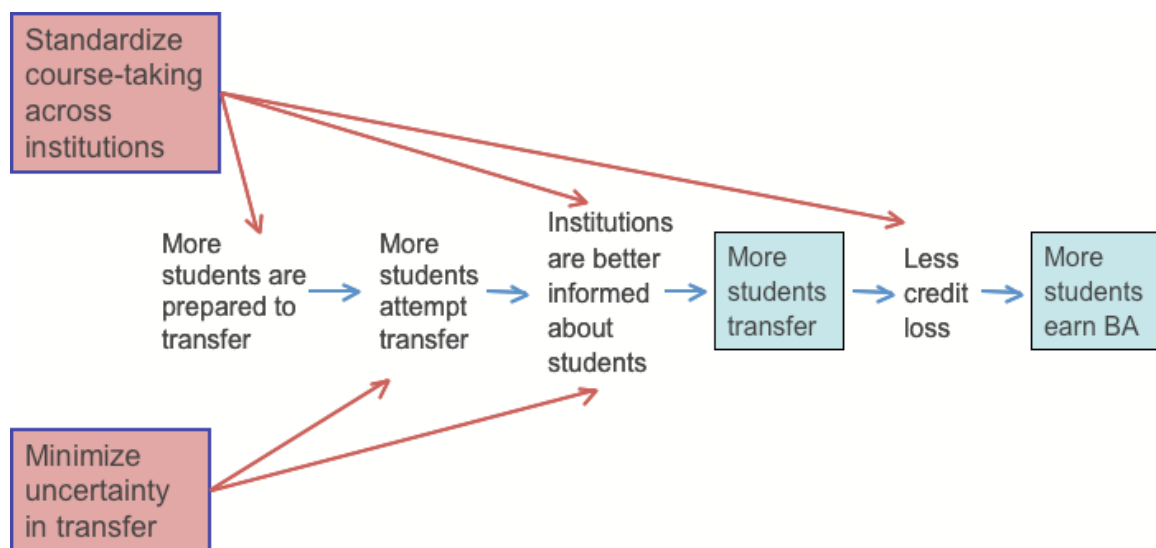 Standardize
course-taking
across
institutions
More
students are
prepared to
transfer
More
students
attempt
transfer
Institutions
are better
informed
about
students
More
students
transfer
Less
credit
loss
More
students
earn BA
Minimize
uncertainty
in transfer